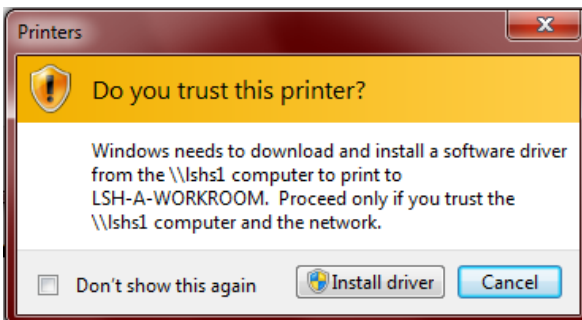 Printers
Do you trust this printer?
Windows needs to download and install a software driver
from the \\lshs1 computer to print to
LSH-A-WORKROOM. Proceed only if you trust the
\\lshs1 computer and the network.
Don't show this again Install driver Cancel